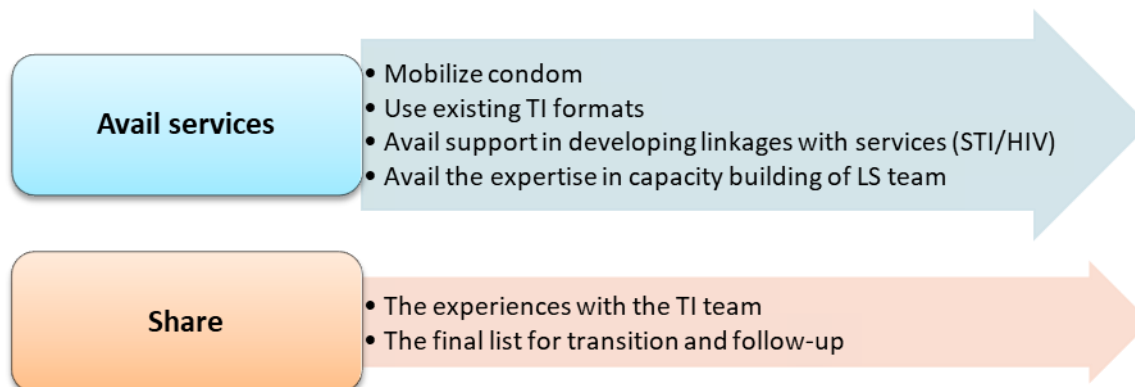 Avail services
• Mobilize condom
• Use existing TI formats
• Avail support in developing linkages with services (STI/HIV)
• Avail the expertise in capacity building of LS team
Share
• The experiences with the TI team
• The final list for transition and follow-up